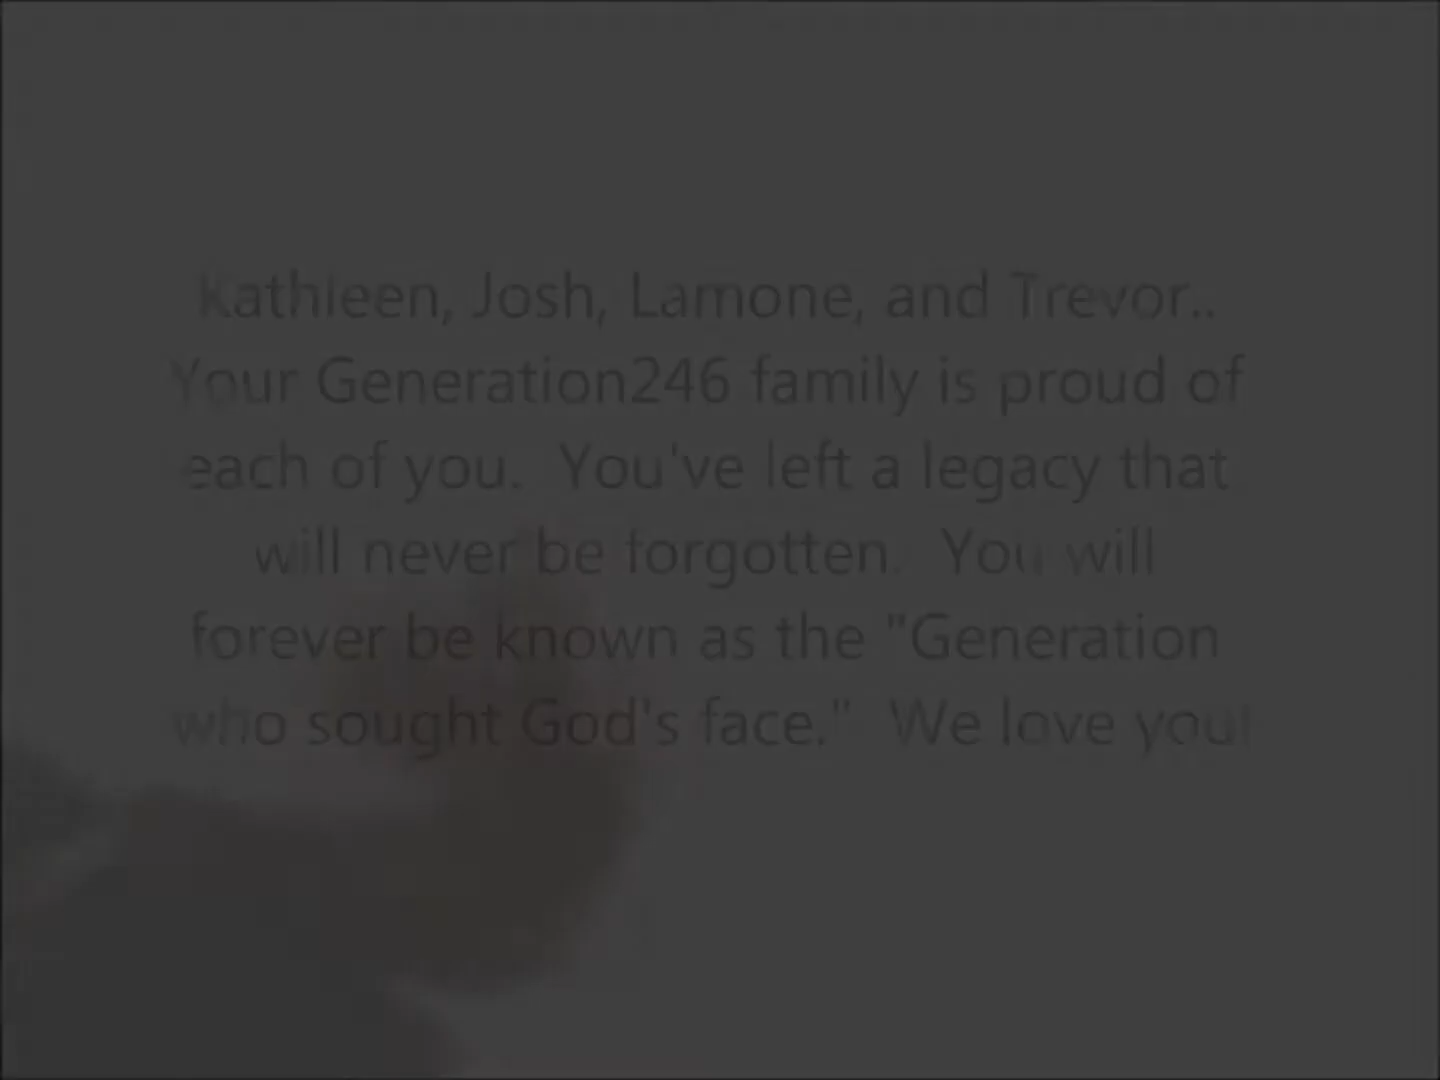 Kathleen, Josh, Lamone, and Trevor..
Your Generation246 family is proud of
each of you.  You've left a legacy that
will never be forgotten.  You will
forever be known as the "Generation
who sought God's face."  We love you!